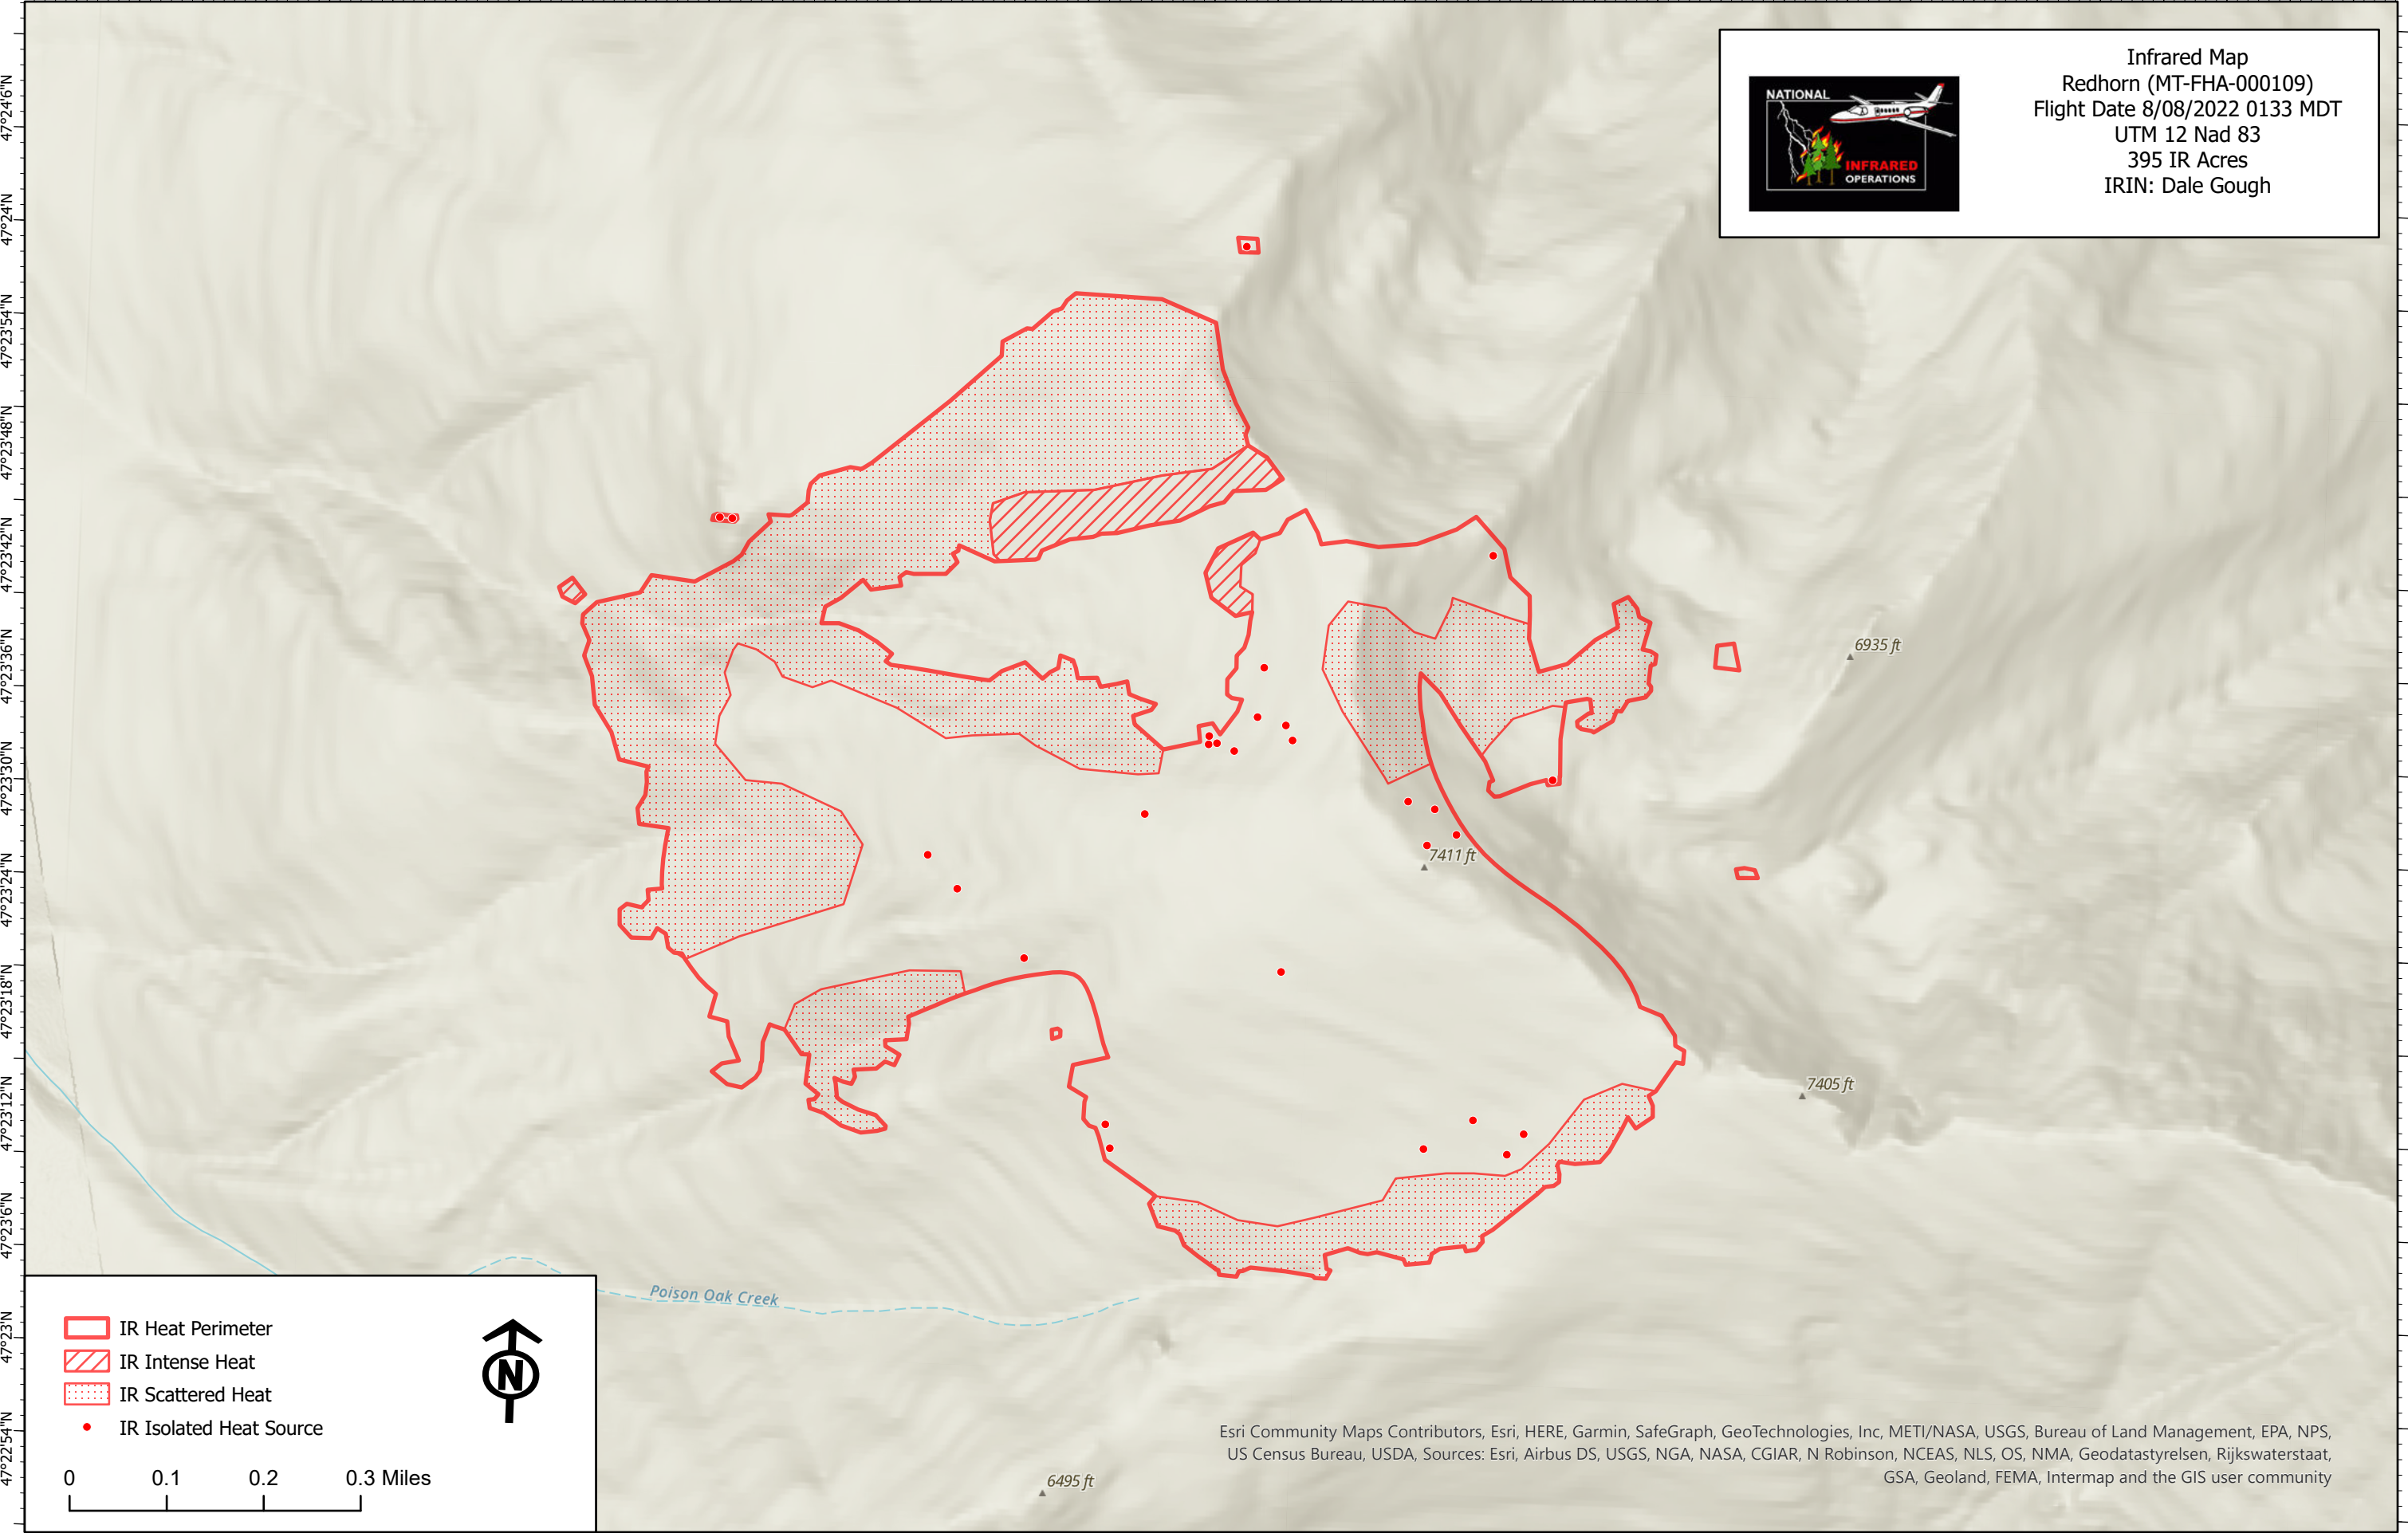 Infrared Map
Redhorn (MT-FHA-000109)
Flight Date 8/08/2022 0133 MDT
UTM 12 Nad 83
395 IR Acres
IRIN: Dale Gough
NATIONAL
INFRARED
OPERATIONS
47°24'6"N
47°24'N
47°23'54"N
47°23'48"N
47°23'42"N
47°23'36"N
47°23'30"N
47°23'24"N
47°23'18"N
47°23'12"N
47°23'6"N
47°23'N
47°22'54"N
6935 ft
7411 ft
7405 ft
Poison Oak Creek
6495 ft
IR Heat Perimeter
IR Intense Heat
IR Scattered Heat
IR Isolated Heat Source
N
0 0.1 0.2 0.3 Miles
Esri Community Maps Contributors, Esri, HERE, Garmin, SafeGraph, GeoTechnologies, Inc, METI/NASA, USGS, Bureau of Land Management, EPA, NPS,
US Census Bureau, USDA, Sources: Esri, Airbus DS, USGS, NGA, NASA, CGIAR, N Robinson, NCEAS, NLS, OS, NMA, Geodatastyrelsen, Rijkswaterstaat,
GSA, Geoland, FEMA, Intermap and the GIS user community